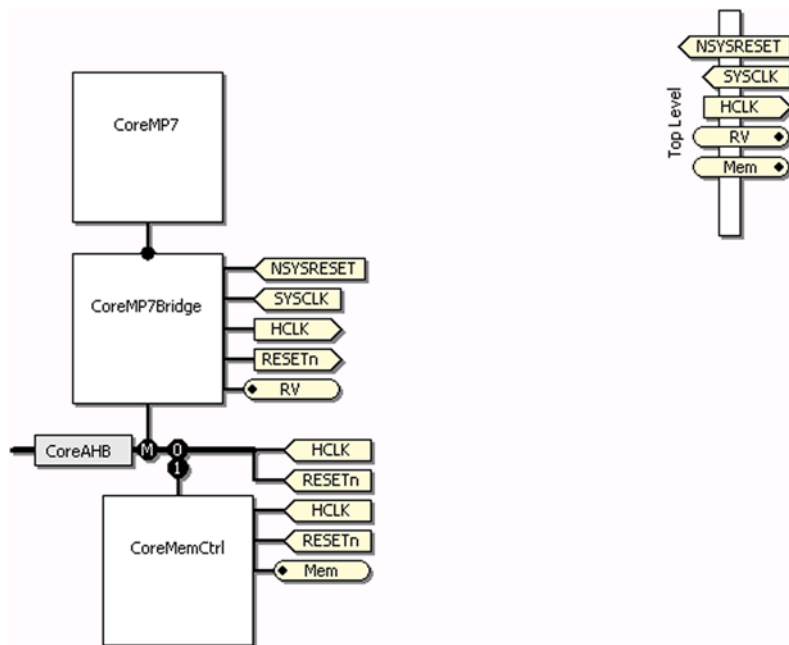 NSYSRESET
SYSCLK
HCLK
RV
Mem
Top Level
CoreMP7
CoreMP7Bridge
NSYSRESET
SYSCLK
HCLK
RESETn
RV
CoreAHB
M
0
1
HCLK
RESETn
CoreMemCtrl
HCLK
RESETn
Mem